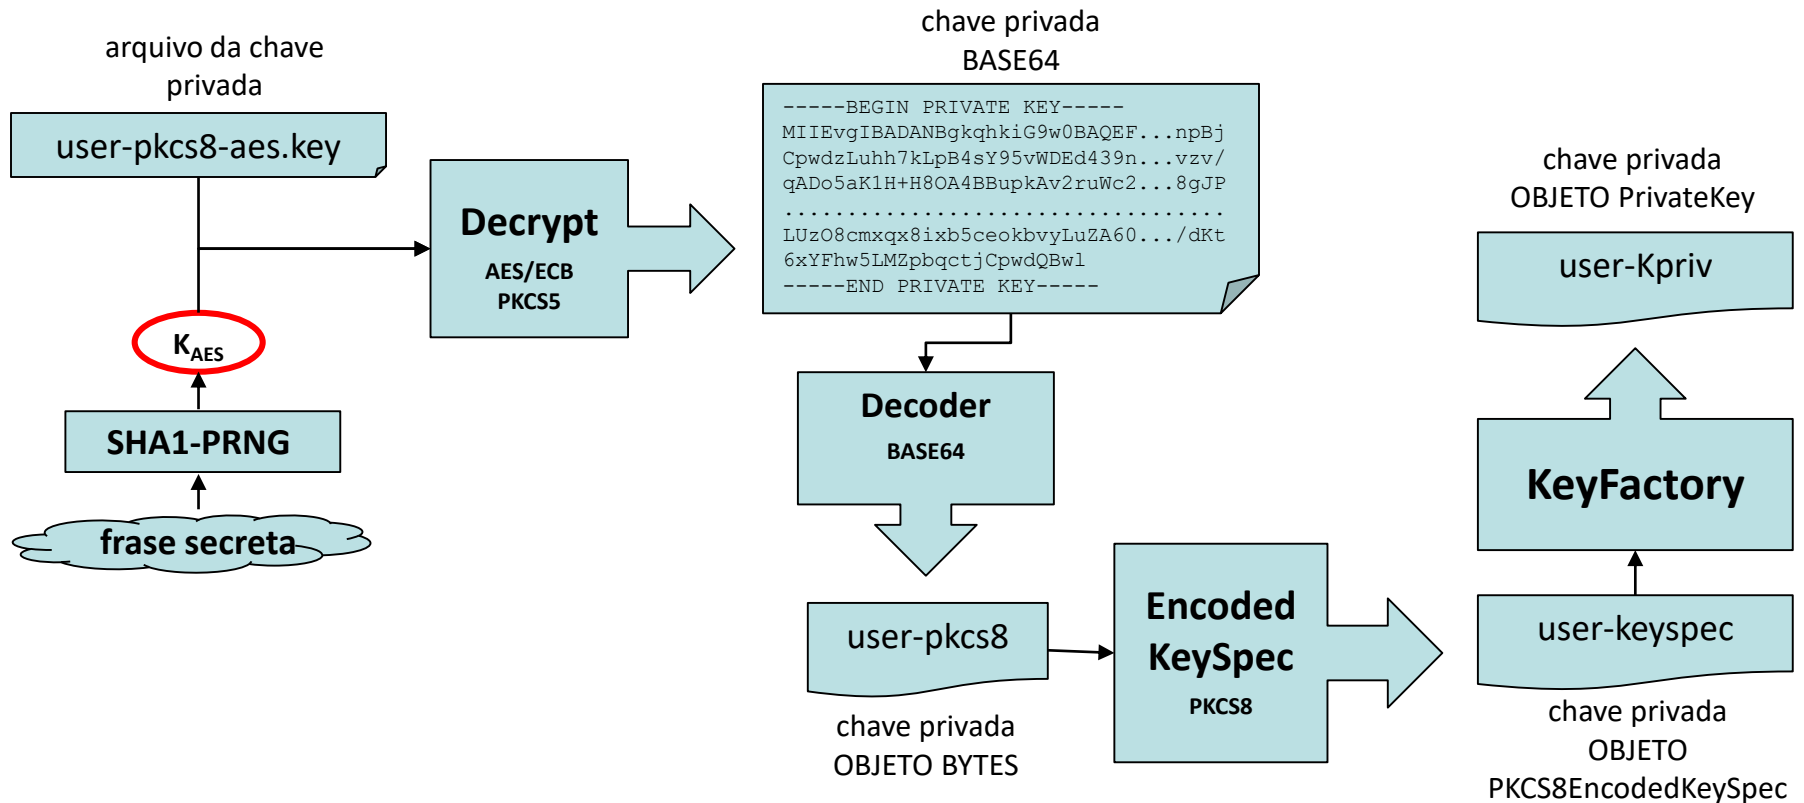 arquivo da chave
privada
user-pkcs8-aes.key
K_AES
SHA1-PRNG
frase secreta
Decrypt
AES/ECB
PKCS5
chave privada
BASE64
-----BEGIN PRIVATE KEY-----
MIIEvgIBADANBgkqhkiG9w0BAQEF...npBj
CpwdzLuhh7kLpB4sY95vWDEd439n...vzv/
qADo5aK1H+H8OA4BBupkAv2ruWc2...8gJP
...................................
LUzO8cmxqx8ixb5ceokbvyLuZA60.../dKt
6xYFhw5LMZpbqctjCpwdQBwl
-----END PRIVATE KEY-----
Decoder
BASE64
user-pkcs8
chave privada
OBJETO BYTES
Encoded
KeySpec
PKCS8
chave privada
OBJETO PrivateKey
user-Kpriv
KeyFactory
user-keyspec
chave privada
OBJETO
PKCS8EncodedKeySpec